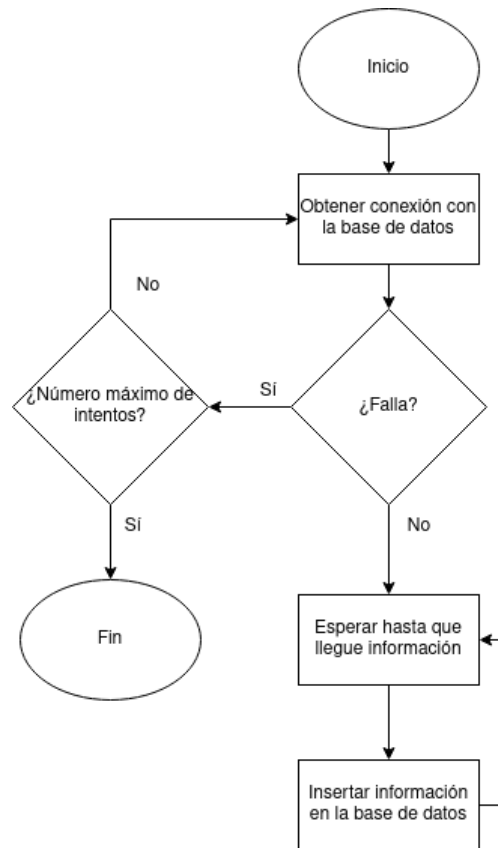 Inicio
Obtener conexión con
la base de datos
No
¿Número máximo de
intentos?
Sí
¿Falla?
Sí
No
Fin
Esperar hasta que
llegue información
Insertar información
en la base de datos